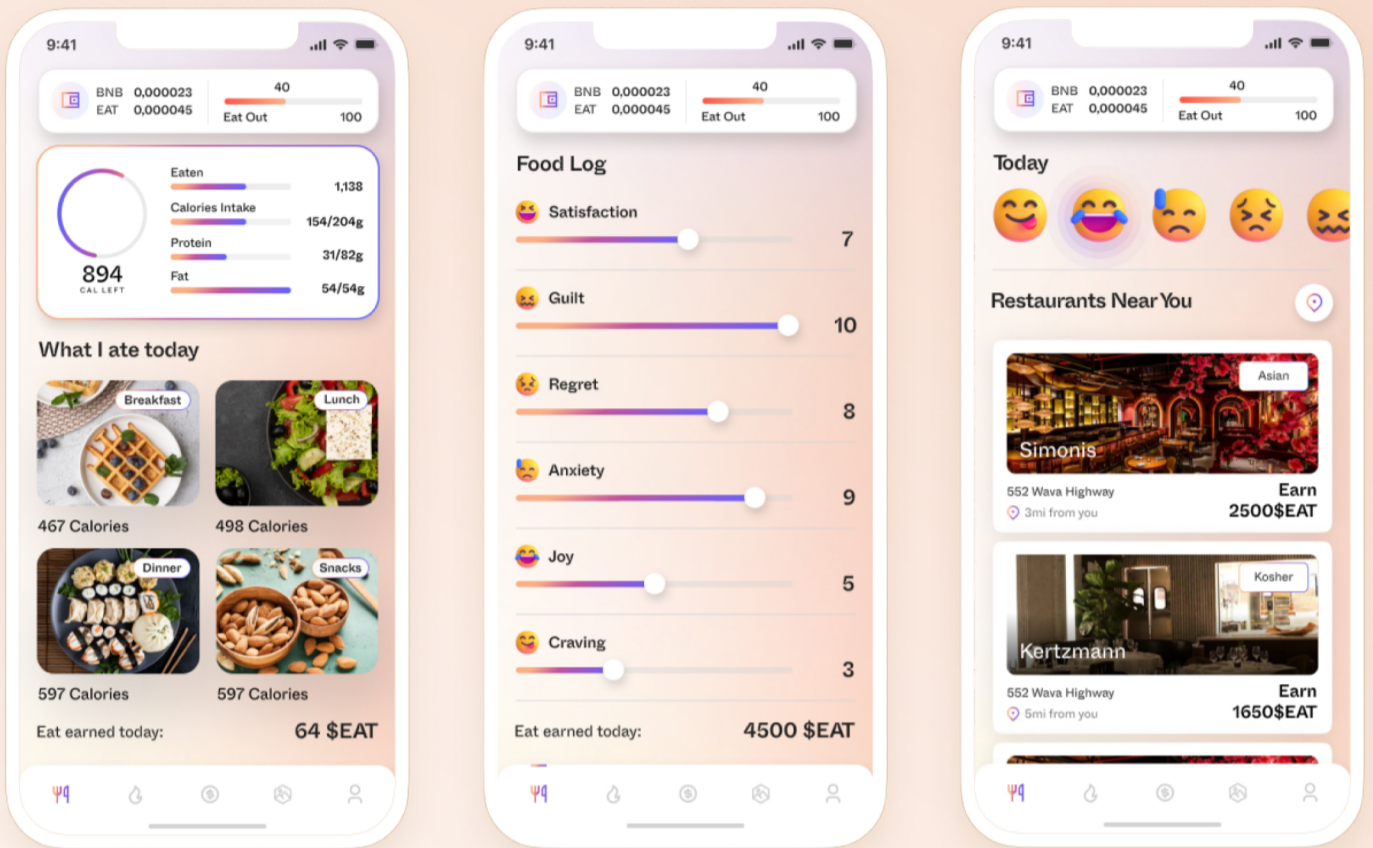 9:41
BNB 0,000023
EAT 0,000045
40
Eat Out 100
Eaten
1,138
Calories Intake
154/204g
Protein
31/82g
Fat
54/54g
894
CAL LEFT
What I ate today
Breakfast
Lunch
467 Calories
498 Calories
Dinner
Snacks
597 Calories
597 Calories
Eat earned today: 64 $EAT
9:41
BNB 0,000023
EAT 0,000045
40
Eat Out 100
Food Log
Satisfaction
7
Guilt
10
Regret
8
Anxiety
9
Joy
5
Craving
3
Eat earned today: 4500 $EAT
9:41
BNB 0,000023
EAT 0,000045
40
Eat Out 100
Today
Restaurants Near You
Asian
Simonis
552 Wava Highway
3mi from you
Earn
2500$EAT
Kosher
Kertzmann
552 Wava Highway
5mi from you
Earn
1650$EAT